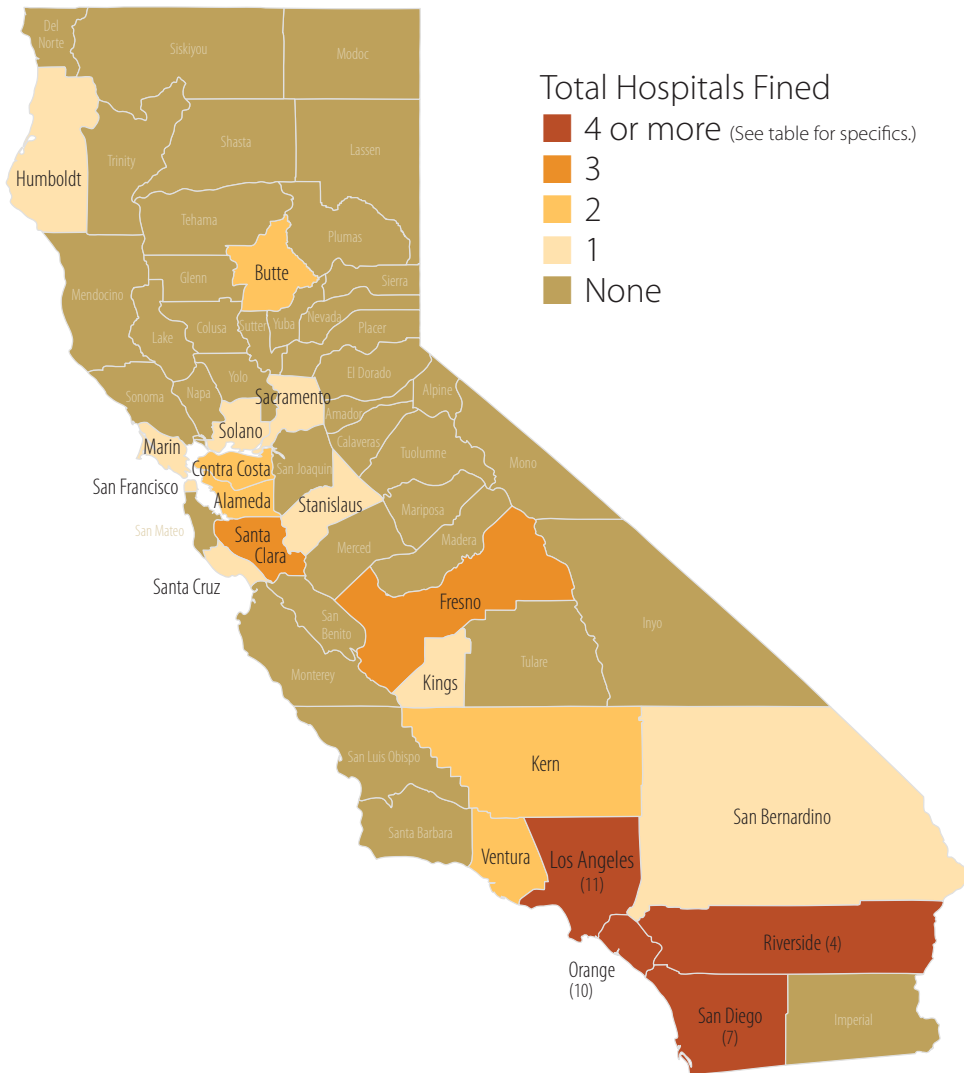 Del
Norte
Siskiyou
Modoc
Total Hospitals Fined
4 or more (See table for specifics.)
3
2
1
None
Humboldt
Trinity
Shasta
Lassen
Tehama
Plumas
Butte
Glenn
Sierra
Mendocino
Lake
Colusa
Sutter
Yuba
Nevada
Placer
Sonoma
Napa
Yolo
Sacramento
El Dorado
Alpine
Amador
Solano
Marin
Calaveras
Tuolumne
Mono
Contra Costa
San Joaquin
San Francisco
Alameda
Stanislaus
Mariposa
San Mateo
Santa
Clara
Merced
Madera
Santa Cruz
Fresno
San
Benito
Inyo
Monterey
Kings
Tulare
San Luis Obispo
Kern
San Bernardino
Santa Barbara
Ventura
Los Angeles
(11)
Riverside (4)
Orange
(10)
San Diego
(7)
Imperial